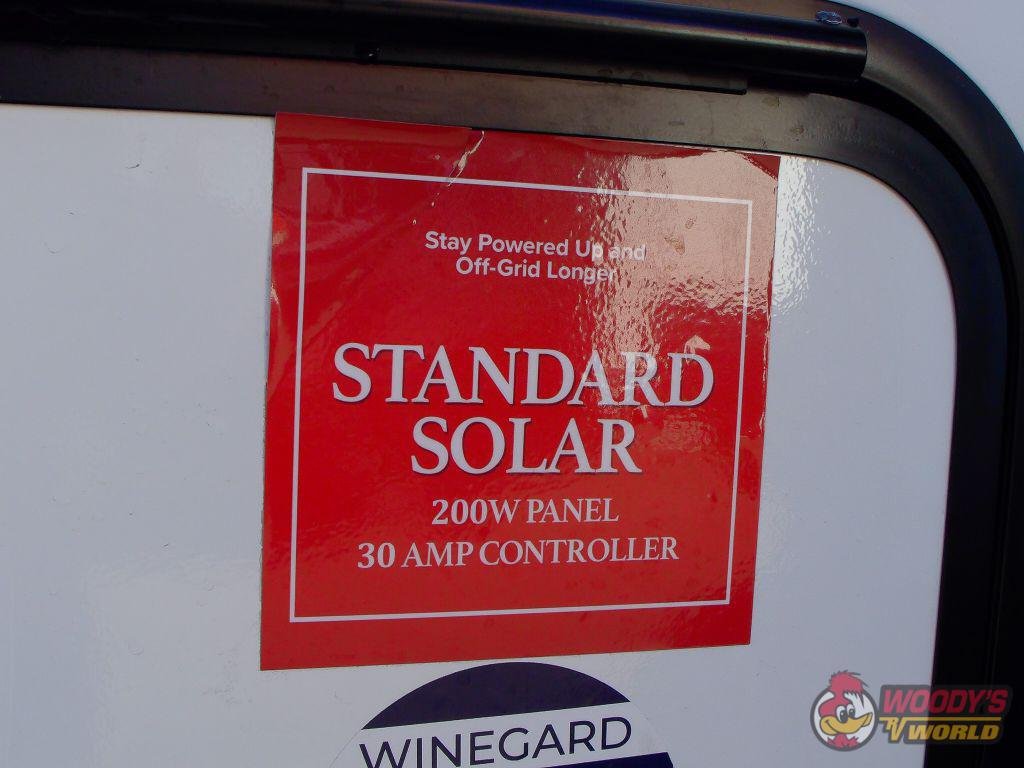 Stay Powered Up and
Off-Grid Longer
STANDARD
SOLAR
200W PANEL
30 AMP CONTROLLER
WINEGARD
WOODY'S
RV WORLD